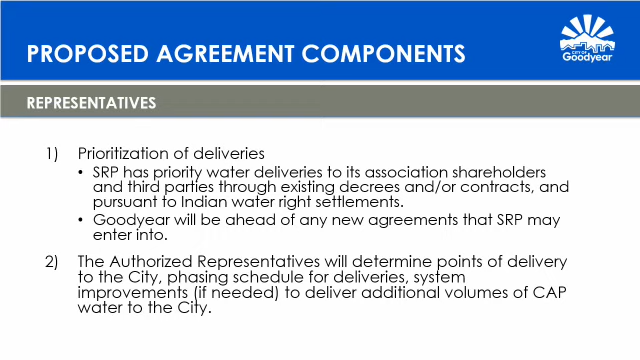 PROPOSED AGREEMENT COMPONENTS
CITY OF
Goodyear
REPRESENTATIVES
1) Prioritization of deliveries
• SRP has priority water deliveries to its association shareholders
and third parties through existing decrees and/or contracts, and
pursuant to Indian water right settlements.
• Goodyear will be ahead of any new agreements that SRP may
enter into.
2) The Authorized Representatives will determine points of delivery
to the City, phasing schedule for deliveries, system
improvements (if needed) to deliver additional volumes of CAP
water to the City.